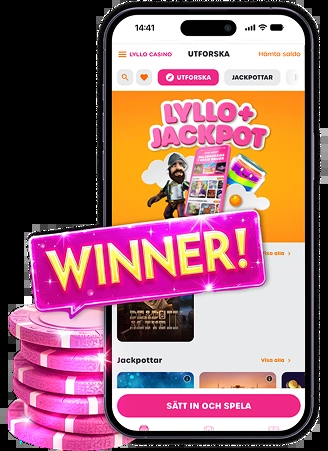 14:41
LYLLO CASINO
UTFORSKA
Hämta saldo
UTFORSKA
JACKPOTTAR
LYLLO+
JACKPOT
WINNER!
Visa alla
Jackpottar
Visa alla
SÄTT IN OCH SPELA